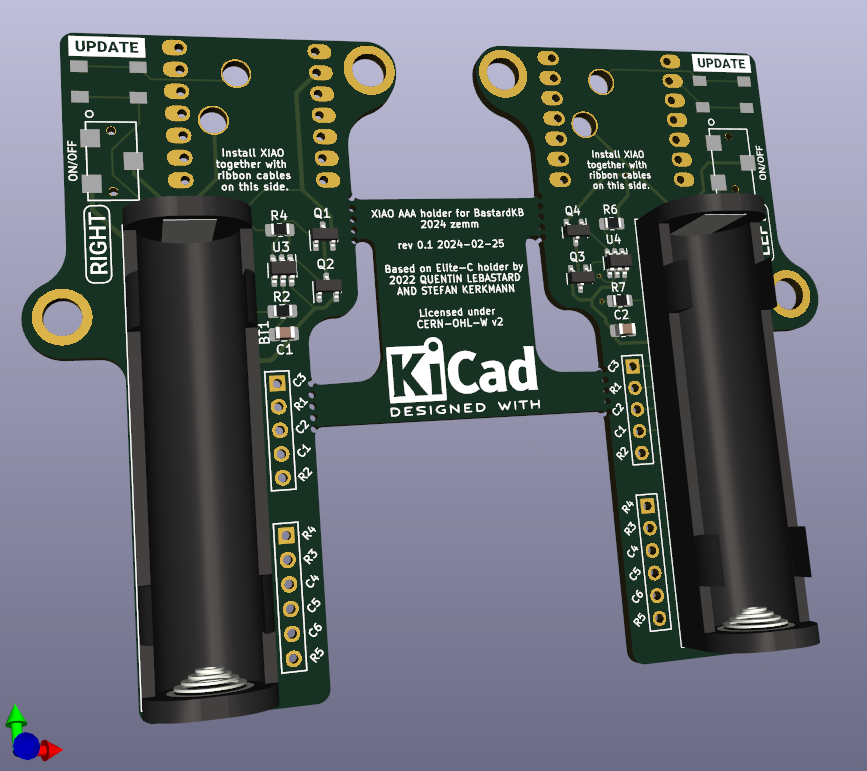 UPDATE
ON/OFF
Install XIAO
together with
ribbon cables
on this side.
RIGHT
R4
Q1
U3
Q2
R2
BT1
C1
C3
R1
C2
C1
R2
R4
R3
C4
C5
C6
R5
XIAO AAA holder for BastardKB
2024 zemm
rev 0.1 2024-02-25
Based on Elite-C holder by
2022 QUENTIN LEBASTARD
AND STEFAN KERKMANN
Licensed under
CERN-OHL-W v2
KiCad
DESIGNED WITH
UPDATE
ON/OFF
Install XIAO
together with
ribbon cables
on this side.
Q4
R6
U4
Q3
R7
C2
C3
R1
C2
C1
R2
R4
R3
C4
C5
C6
R5